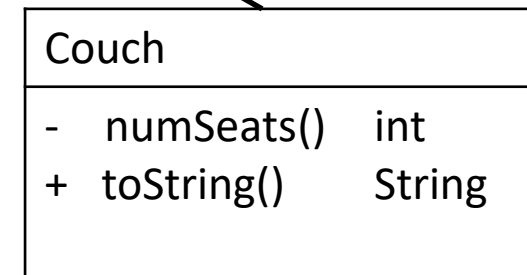 Couch
- numSeats() int
+ toString() String